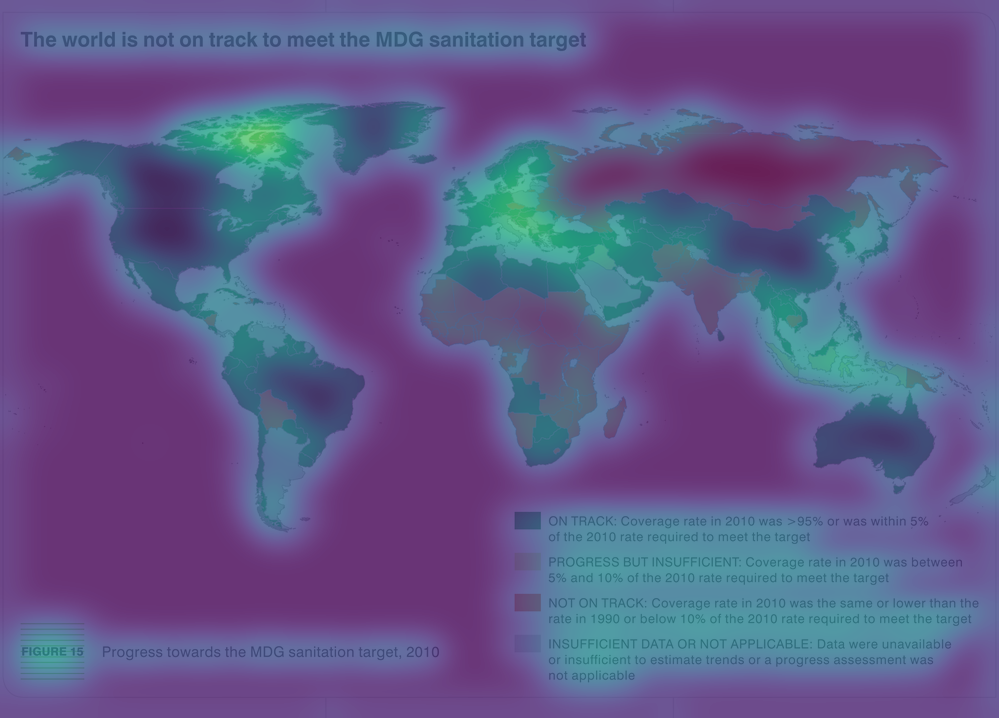 The world is not on track to meet the MDG sanitation target
ON TRACK: Coverage rate in 2010 was >95% or was within 5%
of the 2010 rate required to meet the target
PROGRESS BUT INSUFFICIENT: Coverage rate in 2010 was between
5% and 10% of the 2010 rate required to meet the target
NOT ON TRACK: Coverage rate in 2010 was the same or lower than the
rate in 1990 or below 10% of the 2010 rate required to meet the target
INSUFFICIENT DATA OR NOT APPLICABLE: Data were unavailable
or insufficient to estimate trends or a progress assessment was
not applicable
FIGURE 15 Progress towards the MDG sanitation target, 2010